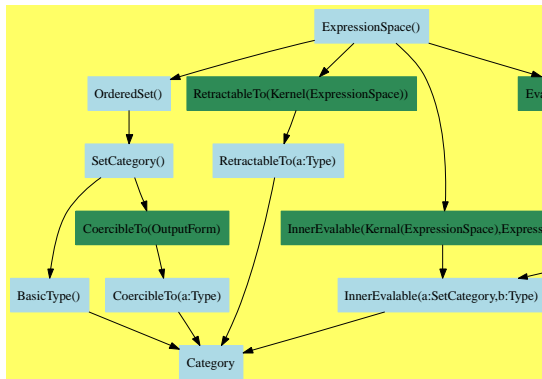 ExpressionSpace()
OrderedSet()
RetractableTo(Kernel(ExpressionSpace))
SetCategory()
RetractableTo(a:Type)
CoercibleTo(OutputForm)
InnerEvalable(Kernal(ExpressionSpace),Express
BasicType()
CoercibleTo(a:Type)
InnerEvalable(a:SetCategory,b:Type)
Category